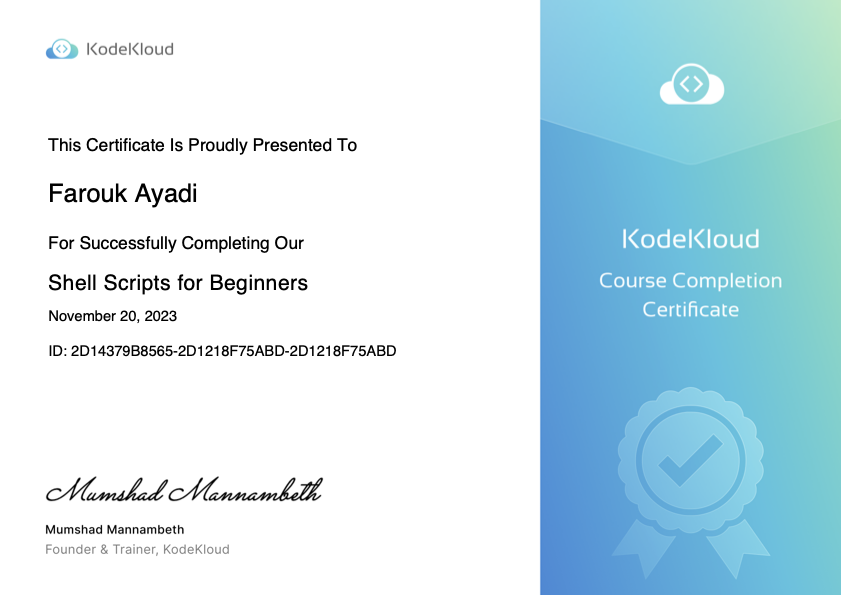 KodeKloud
This Certificate Is Proudly Presented To
Farouk Ayadi
For Successfully Completing Our
Shell Scripts for Beginners
November 20, 2023
ID: 2D14379B8565-2D1218F75ABD-2D1218F75ABD
Mumshad Mannambeth
Mumshad Mannambeth
Founder & Trainer, KodeKloud
KodeKloud
Course Completion
Certificate